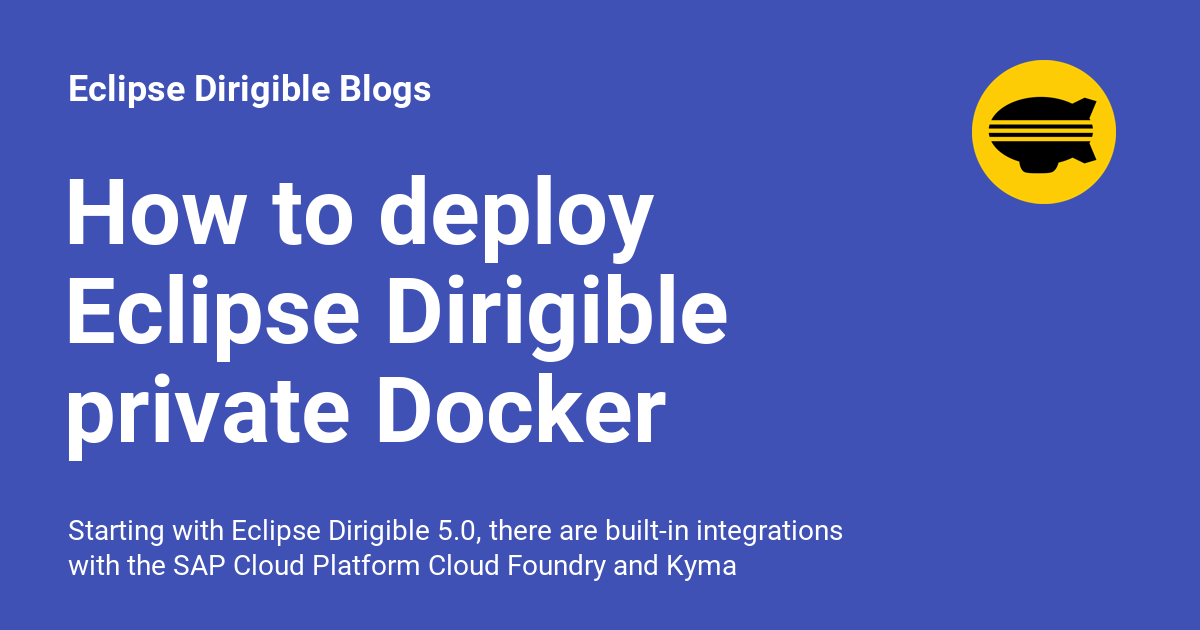 Eclipse Dirigible Blogs
How to deploy
Eclipse Dirigible
private Docker
Starting with Eclipse Dirigible 5.0, there are built-in integrations
with the SAP Cloud Platform Cloud Foundry and Kyma